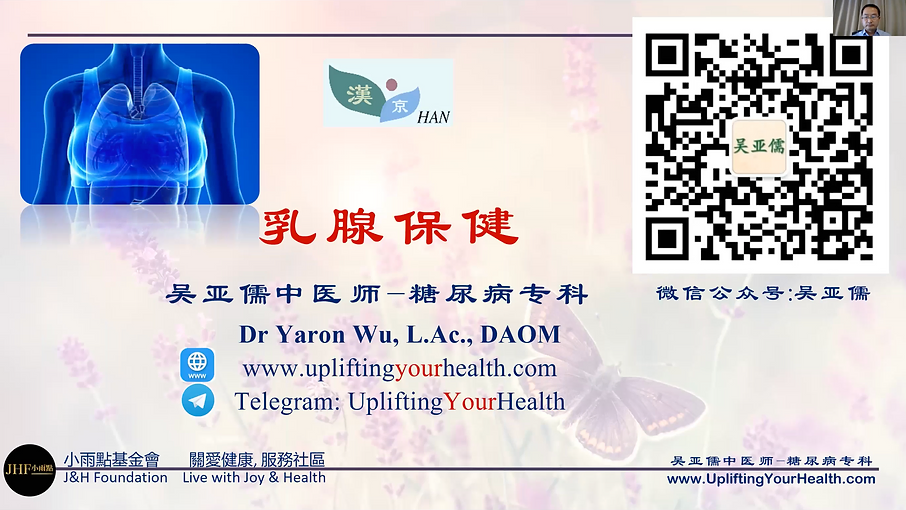 漢
京
HAN
吴亚儒
乳腺保健
吴亚儒中医师-糖尿病专科
微信公众号:吴亚儒
Dr Yaron Wu, L.Ac., DAOM
www
www.upliftingyourhealth.com
Telegram: UpliftingYourHealth
JHF小雨點
小雨點基金會 關愛健康, 服務社區
J&H Foundation Live with Joy & Health
吴亚儒中医师-糖尿病专科
www.UpliftingYourHealth.com